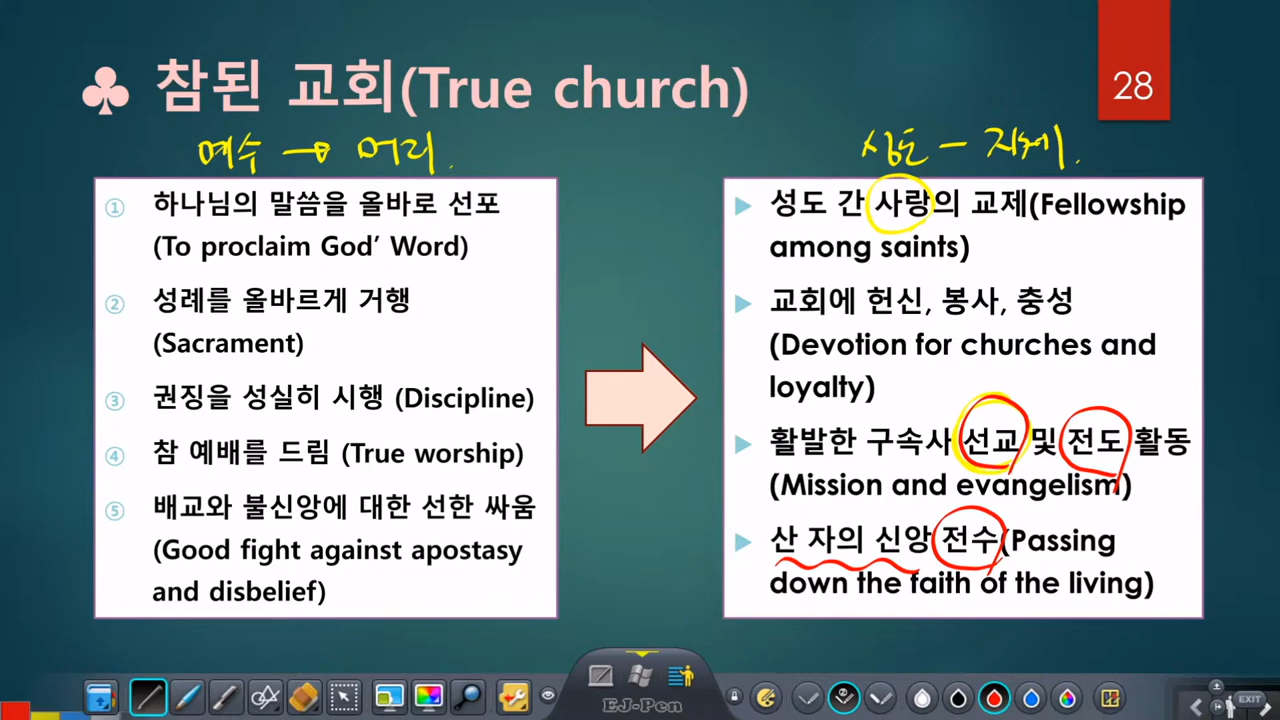 ♣ 참된 교회(True church)
28
예수 → 머리.
성도 - 지체.
① 하나님의 말씀을 올바로 선포
(To proclaim God’ Word)
② 성례를 올바르게 거행
(Sacrament)
③ 권징을 성실히 시행 (Discipline)
④ 참 예배를 드림 (True worship)
⑤ 배교와 불신앙에 대한 선한 싸움
(Good fight against apostasy
and disbelief)
성도 간 사랑의 교제(Fellowship
among saints)
교회에 헌신, 봉사, 충성
(Devotion for churches and
loyalty)
활발한 구속사 선교 및 전도 활동
(Mission and evangelism)
산 자의 신앙 전수(Passing
down the faith of the living)
EJ-Pen
EXIT